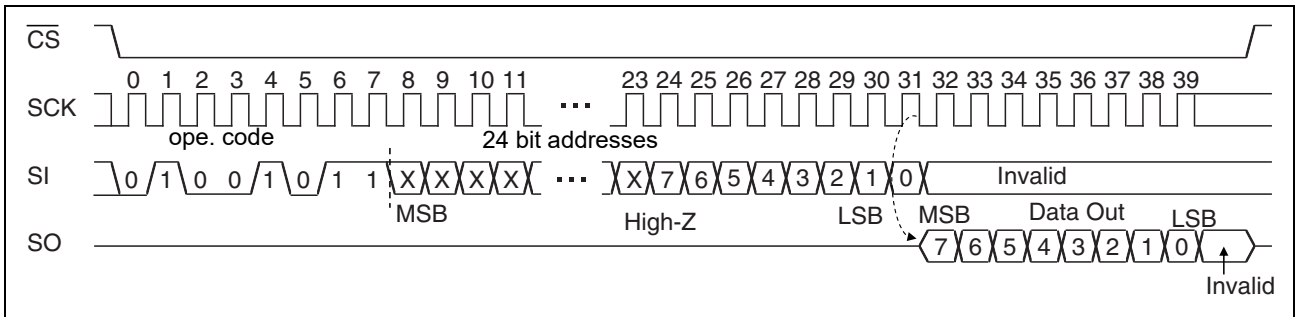 CS
0 1 2 3 4 5 6 7 8 9 10 11 23 24 25 26 27 28 29 30 31 32 33 34 35 36 37 38 39
SCK ···
ope. code 24 bit addresses
SI 0 1 0 0 1 0 1 1 X X X X ··· X 7 6 5 4 3 2 1 0 Invalid
MSB High-Z LSB MSB Data Out LSB
SO 7 6 5 4 3 2 1 0
Invalid